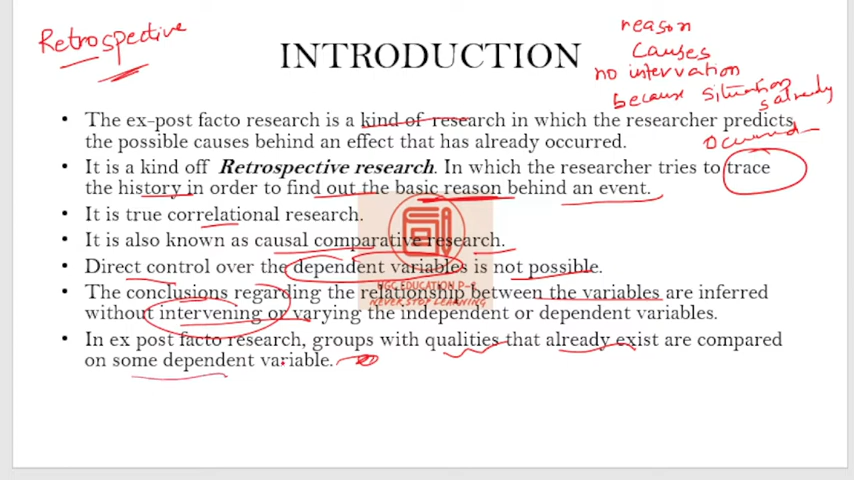 Retrospective
INTRODUCTION
reason
causes
no intervation
because situation
s already
occurred
• The ex-post facto research is a kind of research in which the researcher predicts
the possible causes behind an effect that has already occurred.
• It is a kind off Retrospective research. In which the researcher tries to trace
the history in order to find out the basic reason behind an event.
• It is true correlational research.
• It is also known as causal comparative research.
• Direct control over the dependent variables is not possible.
UGC EDUCATION P-1
• The conclusions regarding the relationship between the variables are inferred
NEVER STOP LEARNING
without intervening or varying the independent or dependent variables.
• In ex post facto research, groups with qualities that already exist are compared
on some dependent variable.